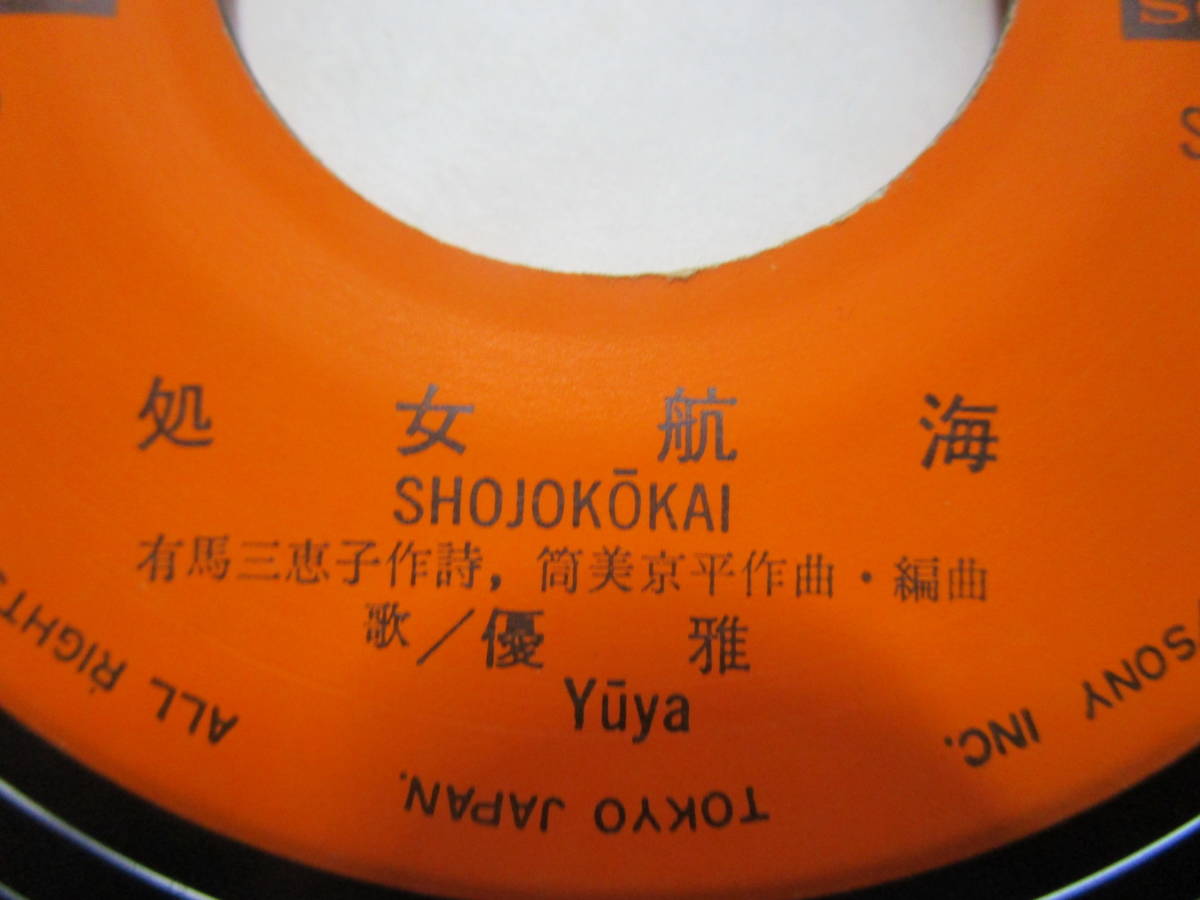 処女航海
SHOJOKŌKAI
有馬三恵子作詩，筒美京平作曲・編曲
歌／優雅
Yūya
ALL RIGHTS
TOKYO JAPAN.
SONY INC.